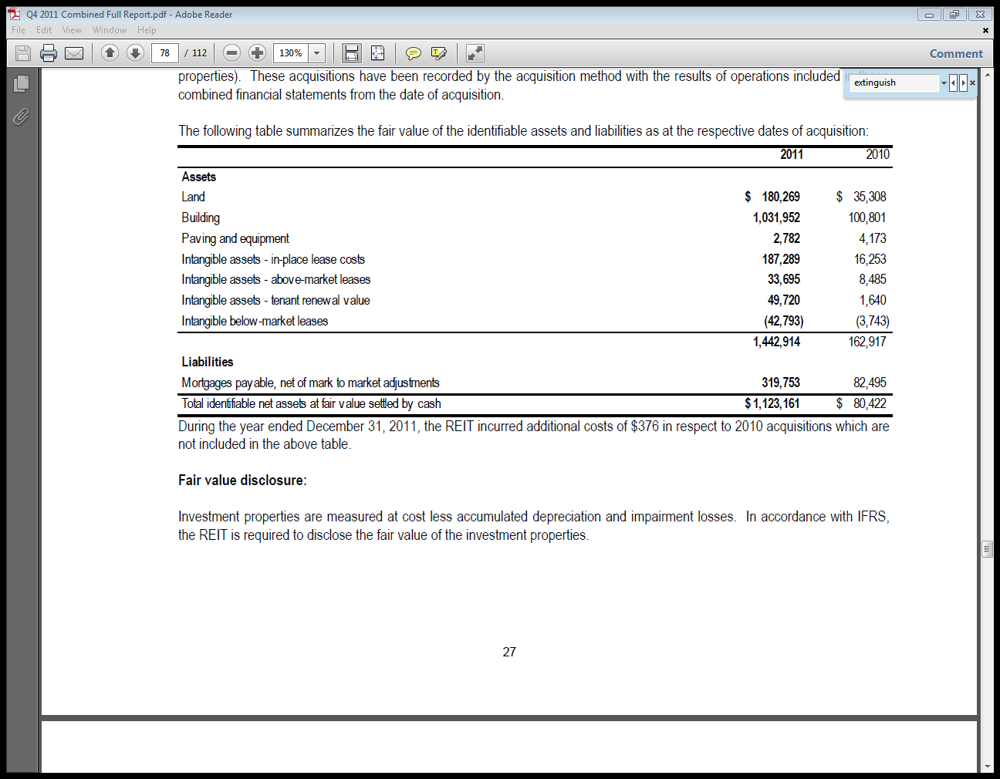 Q4 2011 Combined Full Report.pdf - Adobe Reader
File Edit View Window Help
78 / 112 130% Comment
extinguish
properties). These acquisitions have been recorded by the acquisition method with the results of operations included
combined financial statements from the date of acquisition.
The following table summarizes the fair value of the identifiable assets and liabilities as at the respective dates of acquisition:
2011 2010
Assets
Land $ 180,269 $ 35,308
Building 1,031,952 100,801
Paving and equipment 2,782 4,173
Intangible assets - in-place lease costs 187,289 16,253
Intangible assets - above-market leases 33,695 8,485
Intangible assets - tenant renewal value 49,720 1,640
Intangible below-market leases (42,793) (3,743)
1,442,914 162,917
Liabilities
Mortgages payable, net of mark to market adjustments 319,753 82,495
Total identifiable net assets at fair value settled by cash $ 1,123,161 $ 80,422
During the year ended December 31, 2011, the REIT incurred additional costs of $376 in respect to 2010 acquisitions which are
not included in the above table.
Fair value disclosure:
Investment properties are measured at cost less accumulated depreciation and impairment losses. In accordance with IFRS,
the REIT is required to disclose the fair value of the investment properties.
27